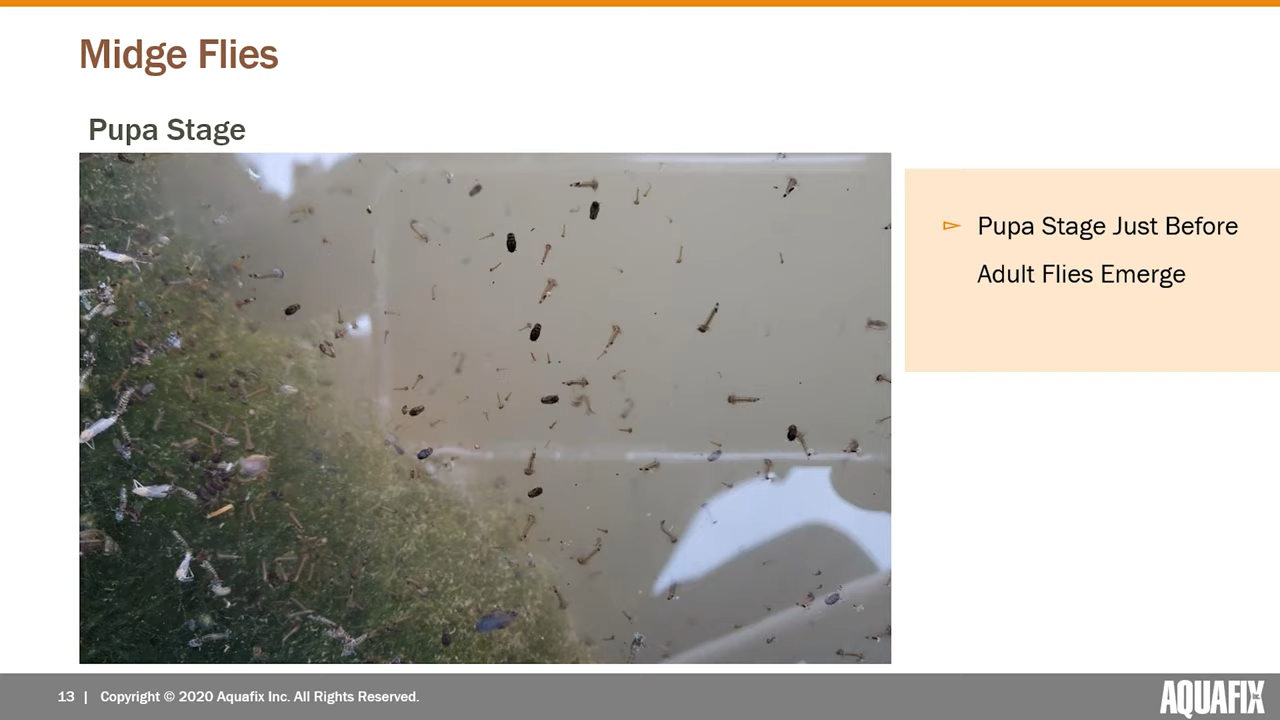 Midge Flies
Pupa Stage
Pupa Stage Just Before
Adult Flies Emerge
13 | Copyright © 2020 Aquafix Inc. All Rights Reserved.
AQUAFIX INC.